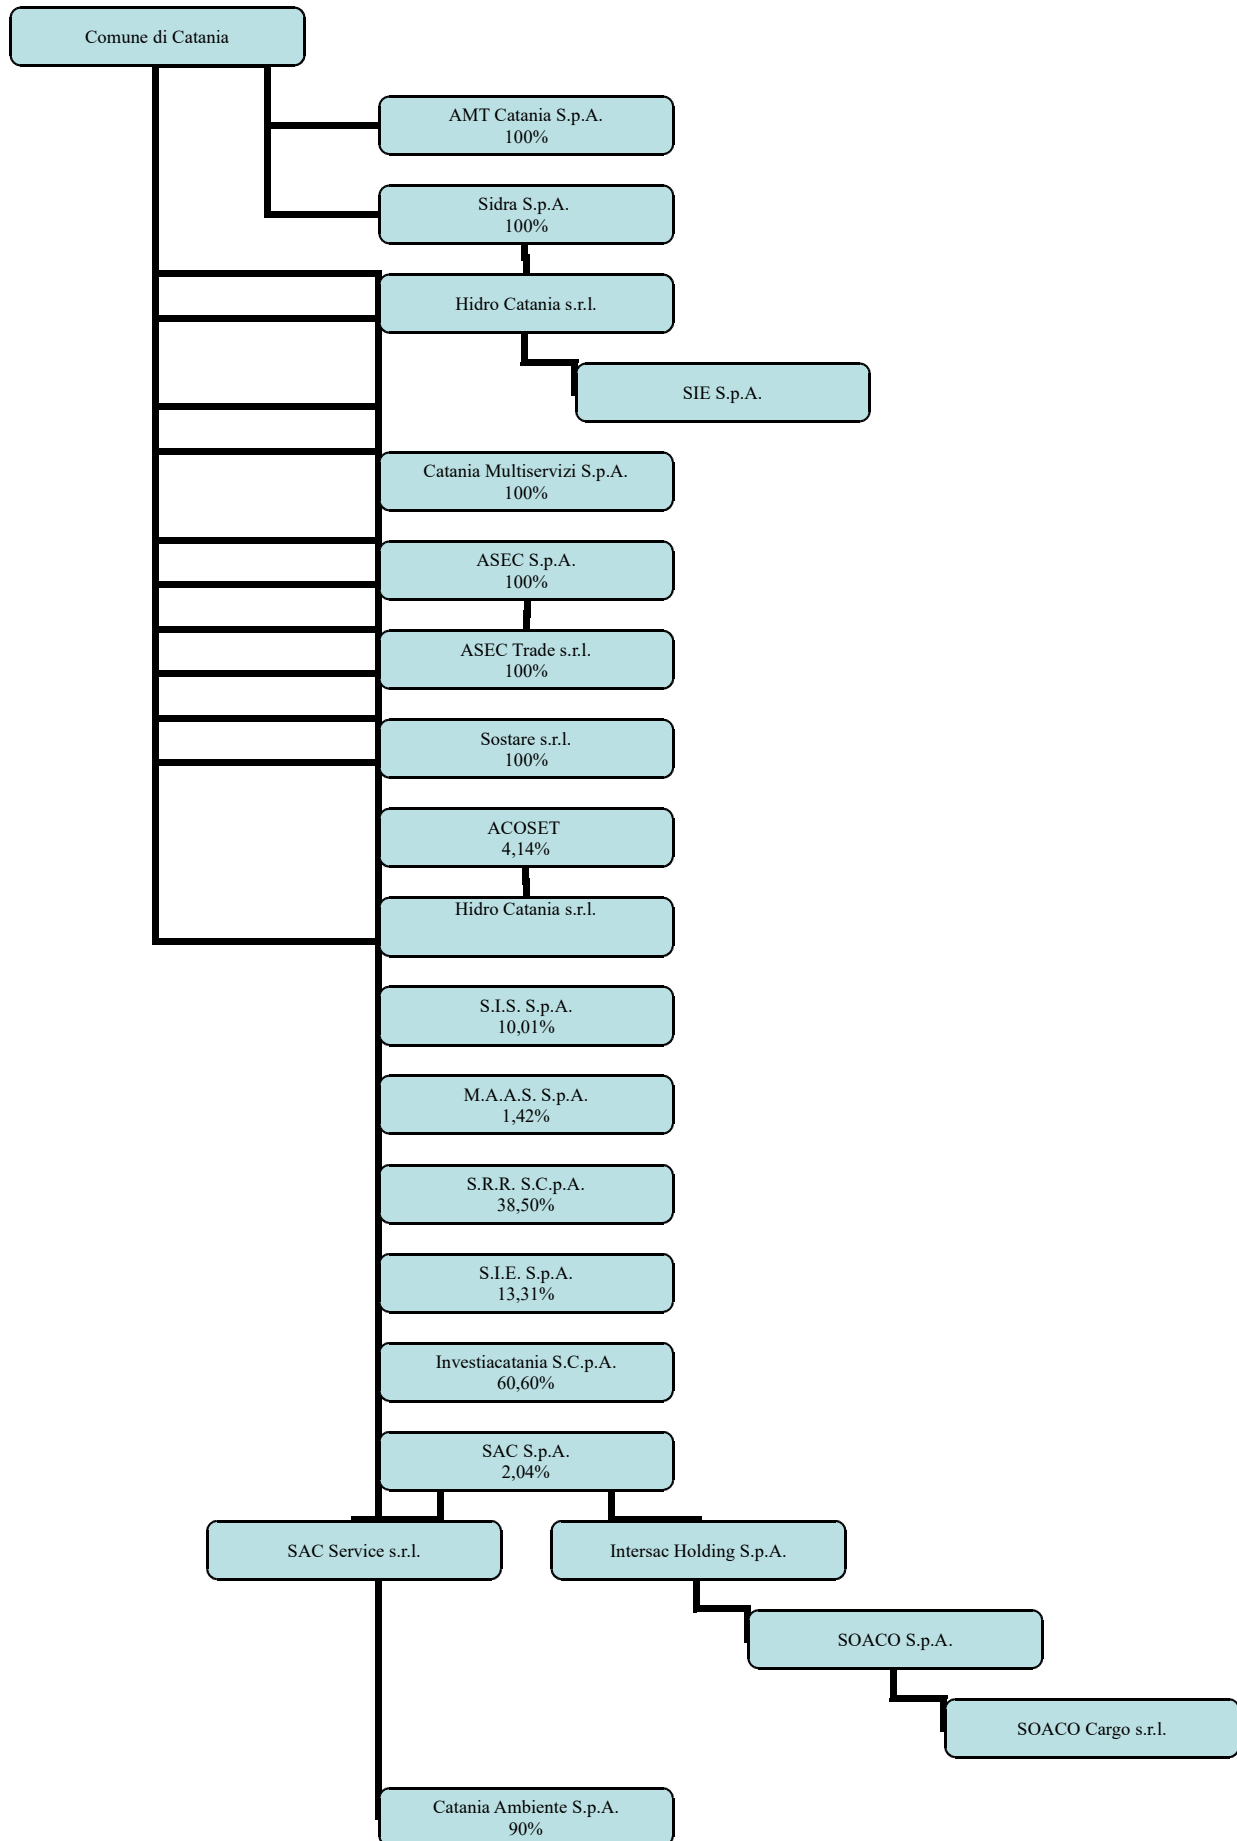 Comune di Catania
AMT Catania S.p.A.
100%
Sidra S.p.A.
100%
Hidro Catania s.r.l.
SIE S.p.A.
Catania Multiservizi S.p.A.
100%
ASEC S.p.A.
100%
ASEC Trade s.r.l.
100%
Sostare s.r.l.
100%
ACOSET
4,14%
Hidro Catania s.r.l.
S.I.S. S.p.A.
10,01%
M.A.A.S. S.p.A.
1,42%
S.R.R. S.C.p.A.
38,50%
S.I.E. S.p.A.
13,31%
Investiacatania S.C.p.A.
60,60%
SAC S.p.A.
2,04%
SAC Service s.r.l.
Intersac Holding S.p.A.
SOACO S.p.A.
SOACO Cargo s.r.l.
Catania Ambiente S.p.A.
90%